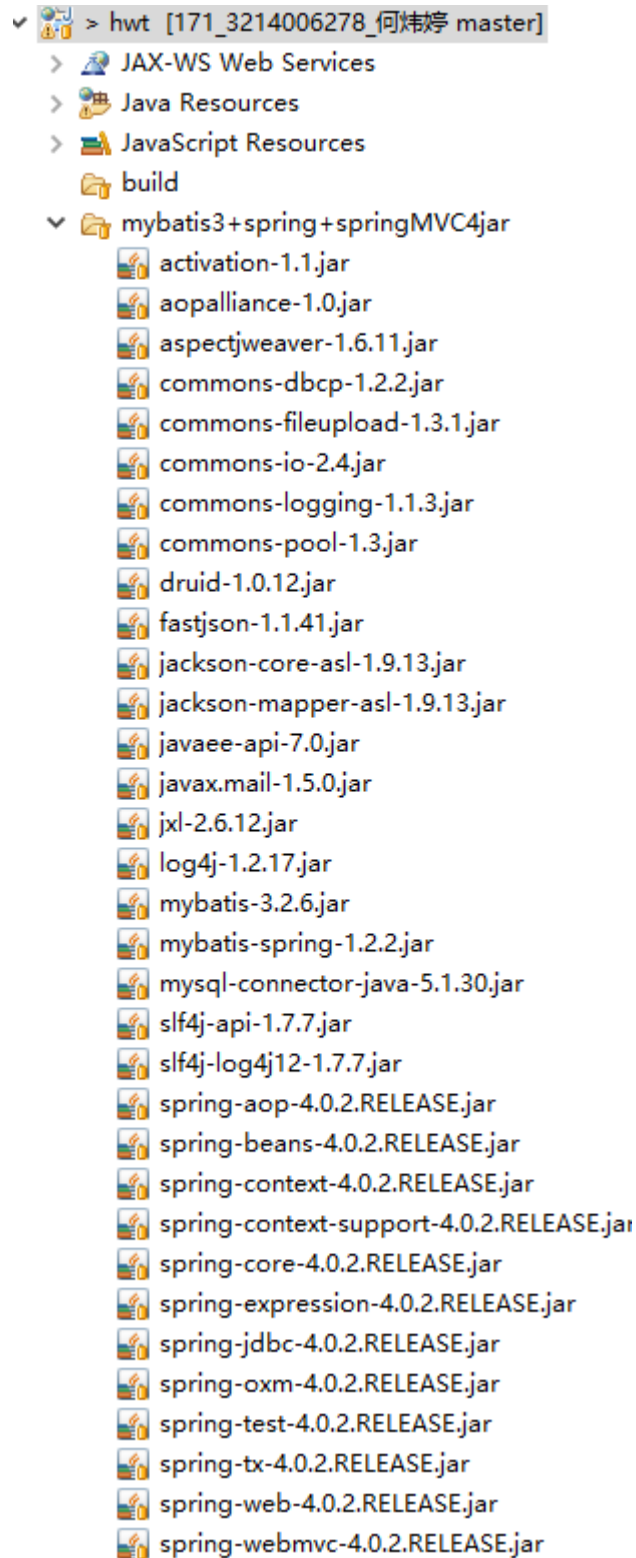 > hwt [171_3214006278_何炜婷 master]
JAX-WS Web Services
Java Resources
JavaScript Resources
build
mybatis3+spring+springMVC4jar
activation-1.1.jar
aopalliance-1.0.jar
aspectjweaver-1.6.11.jar
commons-dbcp-1.2.2.jar
commons-fileupload-1.3.1.jar
commons-io-2.4.jar
commons-logging-1.1.3.jar
commons-pool-1.3.jar
druid-1.0.12.jar
fastjson-1.1.41.jar
jackson-core-asl-1.9.13.jar
jackson-mapper-asl-1.9.13.jar
javaee-api-7.0.jar
javax.mail-1.5.0.jar
jxl-2.6.12.jar
log4j-1.2.17.jar
mybatis-3.2.6.jar
mybatis-spring-1.2.2.jar
mysql-connector-java-5.1.30.jar
slf4j-api-1.7.7.jar
slf4j-log4j12-1.7.7.jar
spring-aop-4.0.2.RELEASE.jar
spring-beans-4.0.2.RELEASE.jar
spring-context-4.0.2.RELEASE.jar
spring-context-support-4.0.2.RELEASE.jar
spring-core-4.0.2.RELEASE.jar
spring-expression-4.0.2.RELEASE.jar
spring-jdbc-4.0.2.RELEASE.jar
spring-oxm-4.0.2.RELEASE.jar
spring-test-4.0.2.RELEASE.jar
spring-tx-4.0.2.RELEASE.jar
spring-web-4.0.2.RELEASE.jar
spring-webmvc-4.0.2.RELEASE.jar